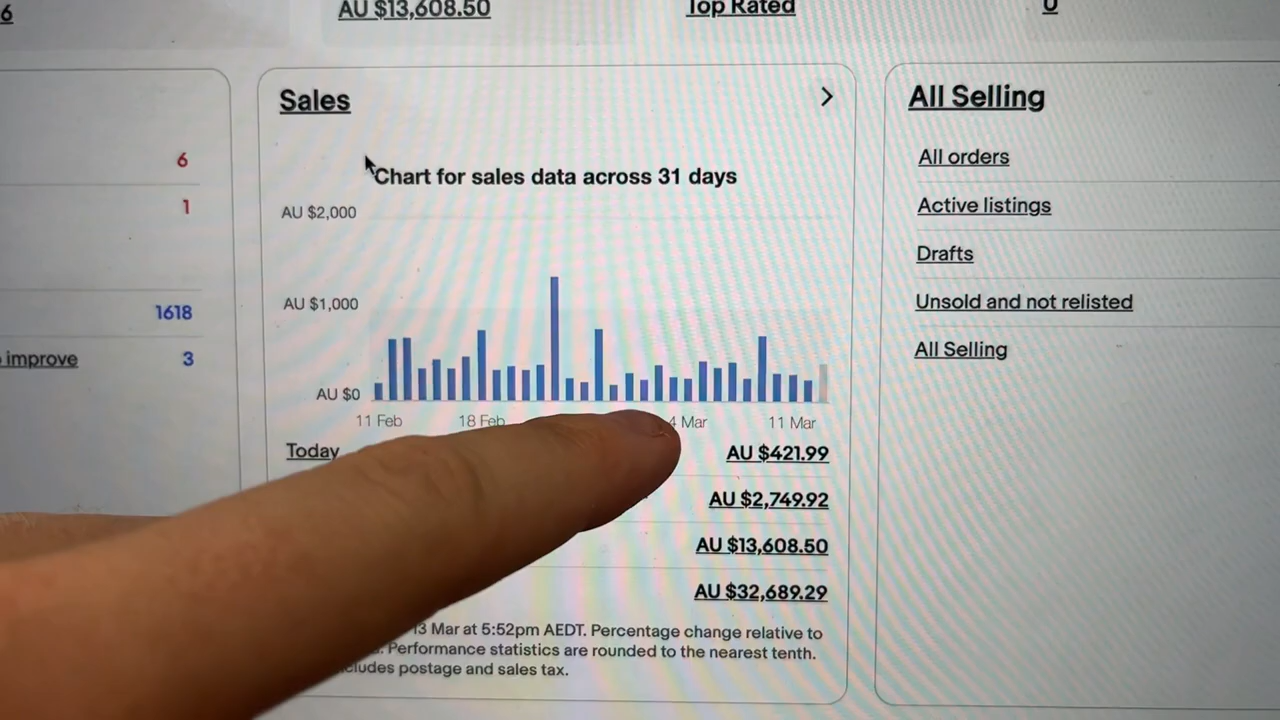 6
AU $13,608.50
Top Rated
0
6
1
1618
improve
3
Sales
Chart for sales data across 31 days
AU $2,000
AU $1,000
AU $0
11 Feb
18 Feb
4 Mar
11 Mar
Today
AU $421.99
AU $2,749.92
AU $13,608.50
AU $32,689.29
13 Mar at 5:52pm AEDT. Percentage change relative to
Performance statistics are rounded to the nearest tenth.
postage and sales tax.
All Selling
All orders
Active listings
Drafts
Unsold and not relisted
All Selling